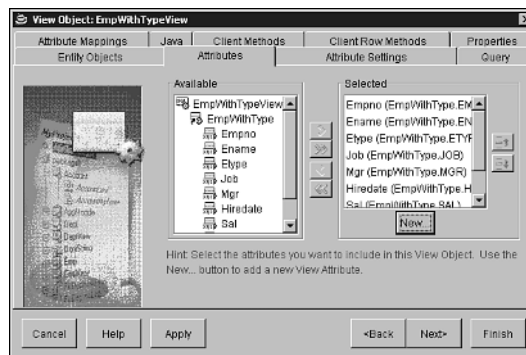 View Object: EmpWithTypeView
Attribute Mappings Java Client Methods Client Row Methods Properties
Entity Objects Attributes Attribute Settings Query
Available
EmpWithTypeView
EmpWithType
Empno
Ename
Etype
Job
Mgr
Hiredate
Sal
Selected
Empno (EmpWithType.EM
Ename (EmpWithType.EN
Etype (EmpWithType.ETYF
Job (EmpWithType.JOB)
Mgr (EmpWithType.MGR)
Hiredate (EmpWithType.H
Sal (EmpWithType.SAL)
New...
Hint: Select the attributes you want to include in this View Object. Use the
New... button to add a new View Attribute.
Cancel Help Apply <Back Next> Finish